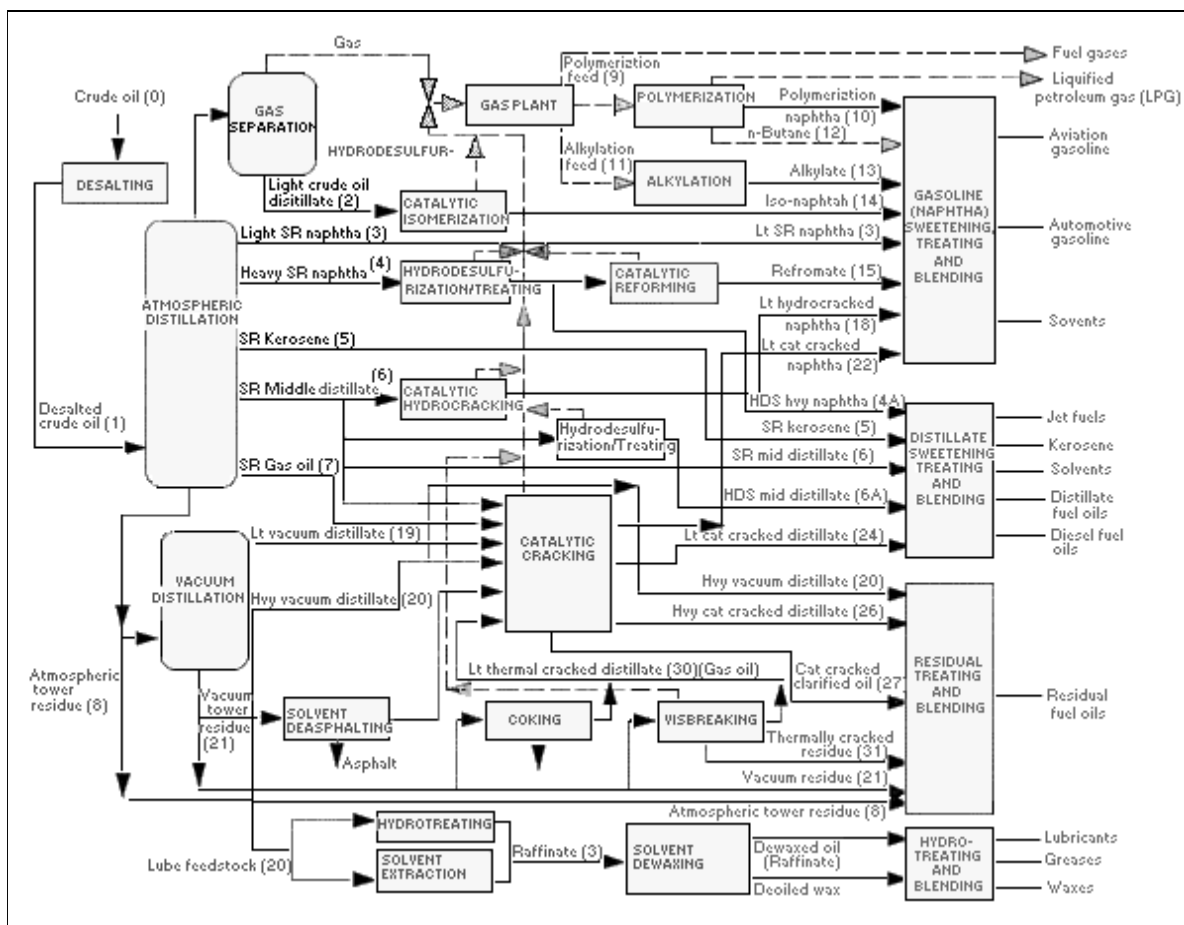 Gas
Fuel gases
Polymeriztion
feed (9)
Liquified
petroleum gas (LPG)
Crude oil (0)
GAS
SEPARATION
GAS PLANT
POLYMERIZATION
Polymeriztion
naphtha (10)
n-Butane (12)
Aviation
gasoline
HYDRODESULFUR-
Alkylation
feed (11)
DESALTING
Light crude oil
disitillate (2)
CATALYTIC
ISOMERIZATION
ALKYLATION
Alkylate (13)
Iso-naphtah (14)
GASOLINE
(NAPHTHA)
SWEETENING,
TREATING
AND
BLENDING
Light SR naphtha (3)
Lt SR naphtha (3)
Automotive
gasoline
Heavy SR naphtha (4)
HYDRODESULFU-
RIZATION/TREATING
CATALYTIC
REFORMING
Refromate (15)
ATMOSPHERIC
DISTILLATION
Lt hydrocracked
naphtha (18)
Sovents
SR Kerosene (5)
Lt cat cracked
naphtha (22)
SR Middle distillate (6)
CATALYTIC
HYDROCRACKING
HDS hvy naphtha (4A)
Jet fuels
Desalted
crude oil (1)
Hydrodesulfu-
rization/Treating
SR kerosene (5)
DISTILLATE
SWEETENING
TREATING
AND
BLENDING
Kerosene
SR Gas oil (7)
SR mid distillate (6)
Solvents
HDS mid distillate (6A)
Distillate
fuel oils
Lt vacuum distillate (19)
CATALYTIC
CRACKING
Lt cat cracked distillate (24)
Diesel fuel
oils
VACUUM
DISTILLATION
Hvy vacuum distillate (20)
Hvy vacuum distillate (20)
Hvy cat cracked distillate (26)
Atmospheric
tower
residue (8)
Lt thermal cracked distillate (30)(Gas oil)
Cat cracked
clarified oil (27)
RESIDUAL
TREATING
AND
BLENDING
Residual
fuel oils
Vacuum
tower
residue
(21)
SOLVENT
DEASPHALTING
COKING
VISBREAKING
Asphalt
Thermally cracked
residue (31)
Vacuum residue (21)
Atmospheric tower residue (8)
HYDROTREATING
Lube feedstock (20)
SOLVENT
EXTRACTION
Raffinate (3)
SOLVENT
DEWAXING
Dewaxed oil
(Raffinate)
Deoiled wax
HYDRO-
TREATING
AND
BLENDING
Lubricants
Greases
Waxes